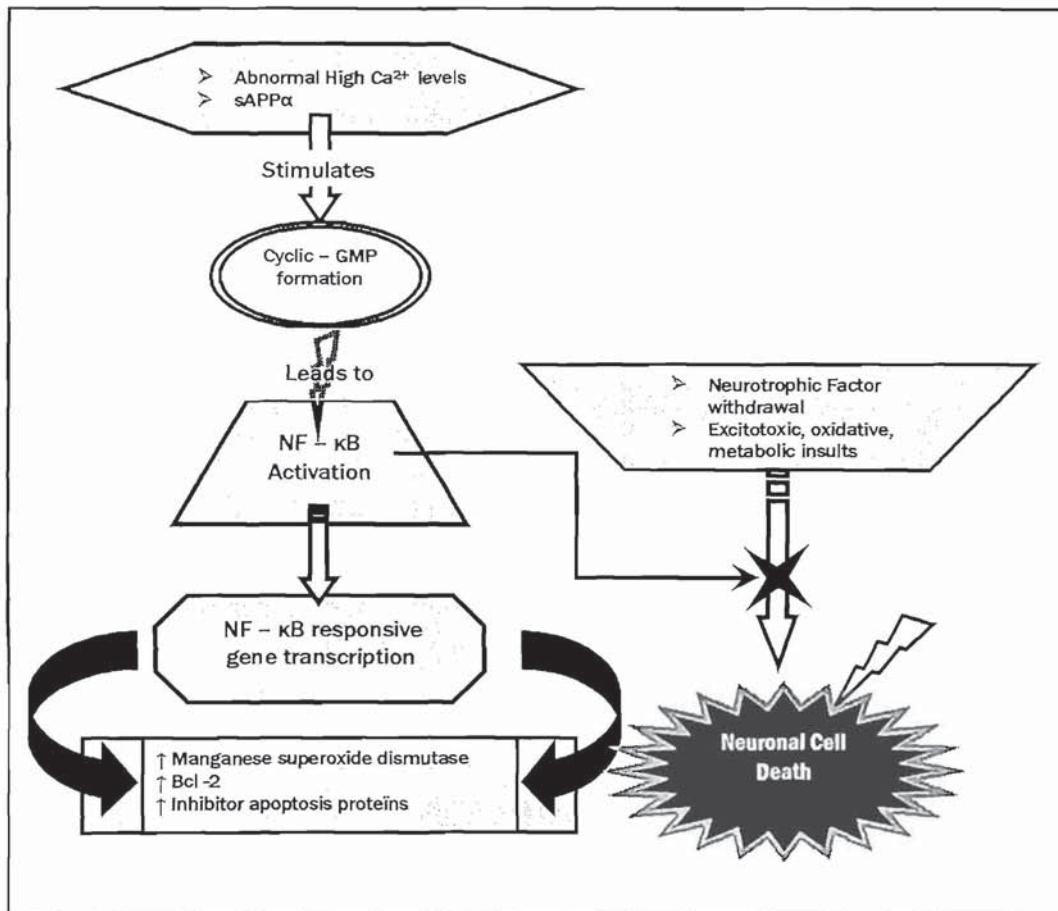 ➢ Abnormal High Ca²⁺ levels
➢ sAPPα
Stimulates
Cyclic – GMP
formation
Leads to
NF – κB
Activation
➢ Neurotrophic Factor
withdrawal
➢ Excitotoxic, oxidative,
metabolic insults
NF – κB responsive
gene transcription
↑ Manganese superoxide dismutase
↑ Bcl -2
↑ Inhibitor apoptosis proteïns
Neuronal Cell
Death